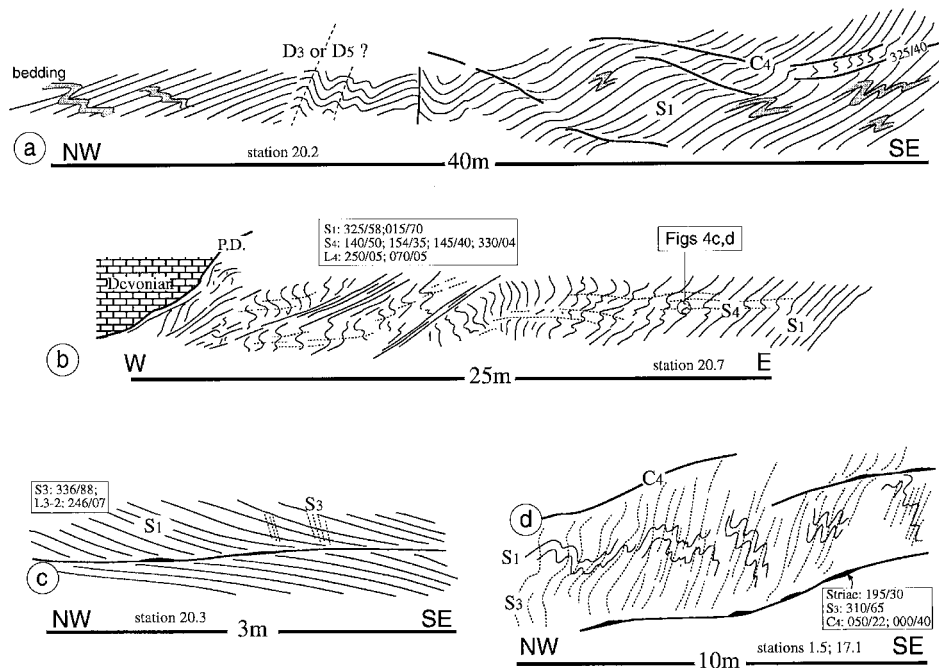 D3 or D5 ?
bedding
C4
325/40
S1
a
NW
station 20.2
40m
SE
S1: 325/58;015/70
S4: 140/50; 154/35; 145/40; 330/04
L4: 250/05; 070/05
Figs 4c,d
P.D.
Devonian
S4
S1
b
W
25m
station 20.7
E
S3: 336/88;
L3-2; 246/07
S1
S3
c
NW
station 20.3
3m
SE
C4
d
S1
S3
Striae: 195/30
S3: 310/65
C4: 050/22; 000/40
NW
10m
stations 1.5; 17.1
SE